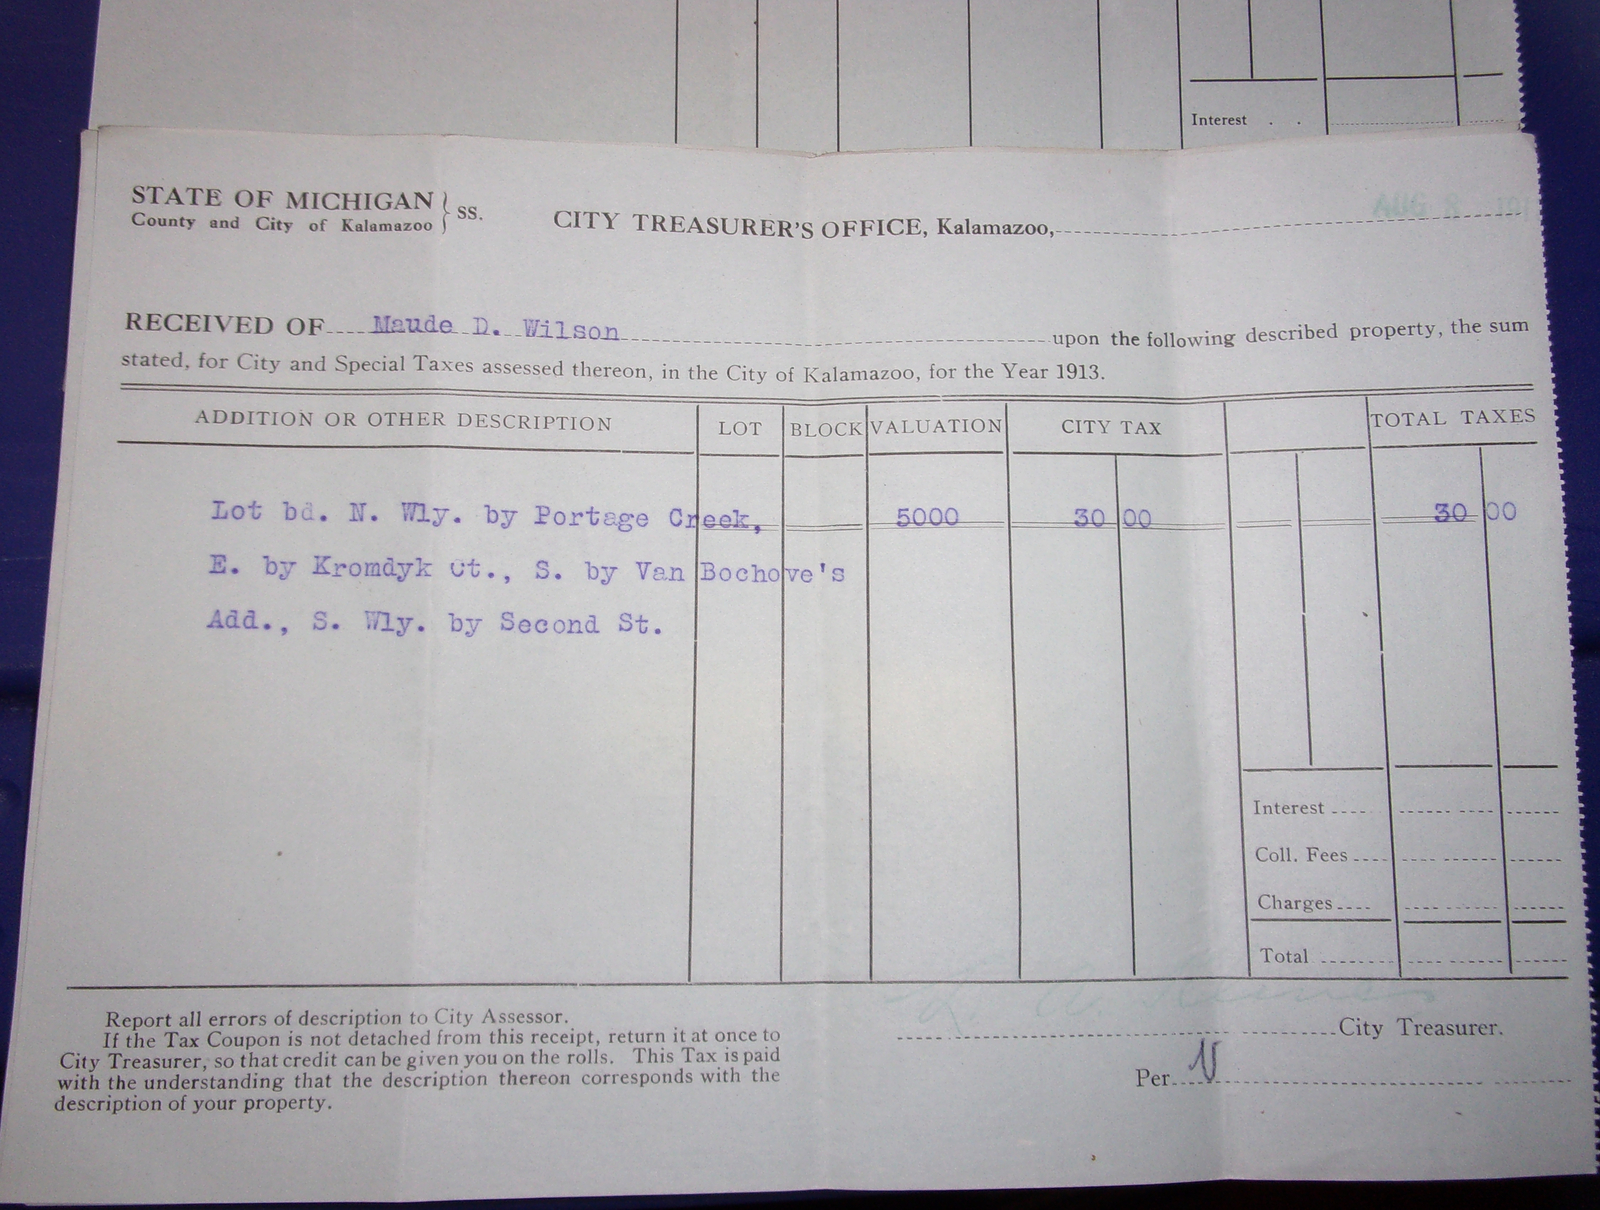 Interest . .
STATE OF MICHIGAN } SS.
County and City of Kalamazoo
CITY TREASURER'S OFFICE, Kalamazoo, AUG 8 191
RECEIVED OF Maude D. Wilson upon the following described property, the sum
stated, for City and Special Taxes assessed thereon, in the City of Kalamazoo, for the Year 1913.
ADDITION OR OTHER DESCRIPTION LOT BLOCK VALUATION CITY TAX TOTAL TAXES
Lot bd. N. Wly. by Portage Creek, 5000 30 00 30 00
E. by Kromdyk Ct., S. by Van Bochove's
Add., S. Wly. by Second St.
Interest
Coll. Fees
Charges
Total
Report all errors of description to City Assessor.
If the Tax Coupon is not detached from this receipt, return it at once to
City Treasurer, so that credit can be given you on the rolls. This Tax is paid
with the understanding that the description thereon corresponds with the
description of your property.
City Treasurer.
Per